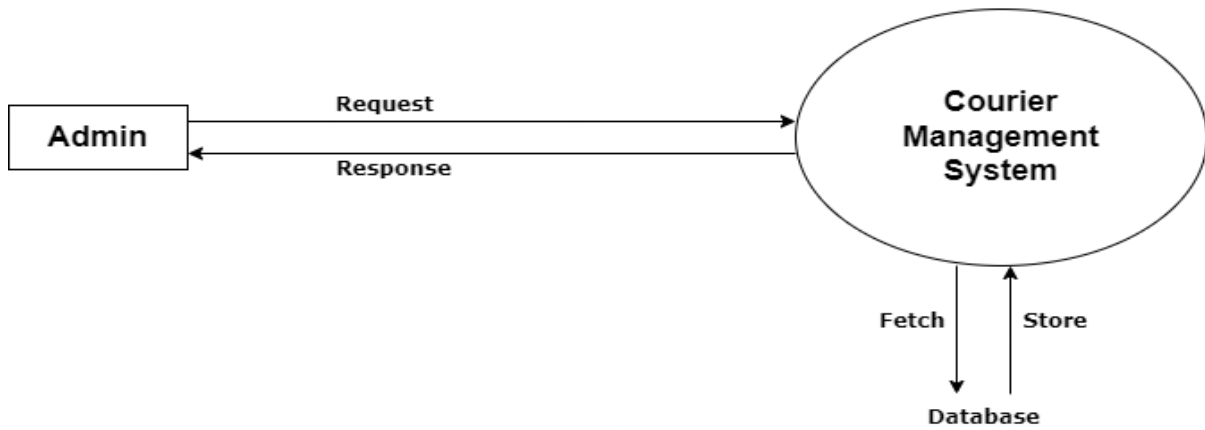 Request
Admin
Response
Courier
Management
System
Fetch
Store
Database